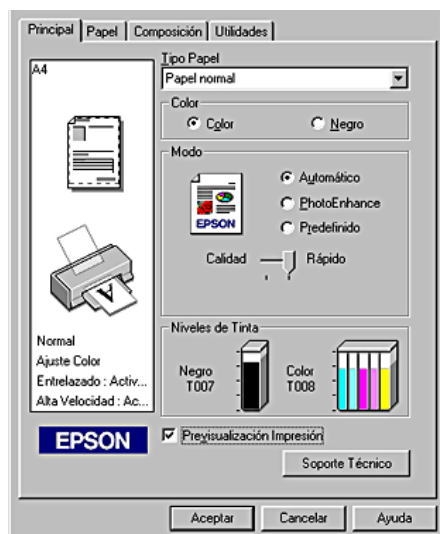 Principal Papel Composición Utilidades
A4
Tipo Papel
Papel normal
Color
Color Negro
Modo
Automático
PhotoEnhance
Predefinido
EPSON
Calidad Rápido
A
Normal
Ajuste Color
Entrelazado : Activ...
Alta Velocidad : Ac...
Niveles de Tinta
Negro
T007
Color
T008
EPSON
Previsualización Impresión
Soporte Técnico
Aceptar Cancelar Ayuda